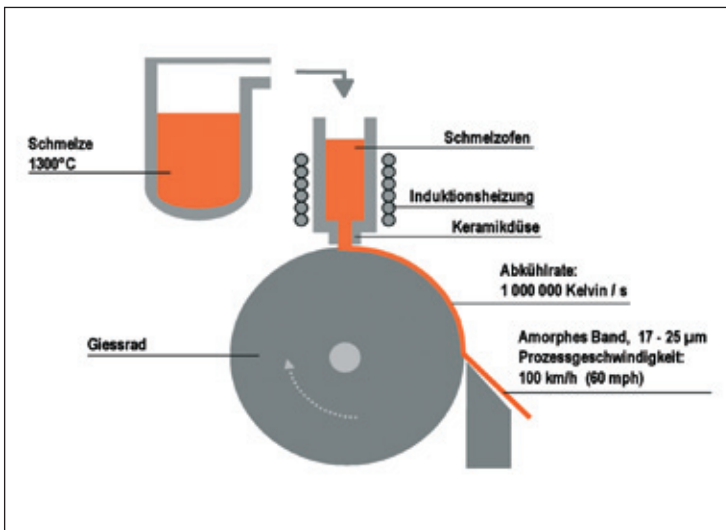 Schmelze
1300°C
Schmelzofen
Induktionsheizung
Keramikdüse
Abkühlrate:
1 000 000 Kelvin / s
Giessrad
Amorphes Band, 17 - 25 µm
Prozessgeschwindigkeit:
100 km/h (60 mph)